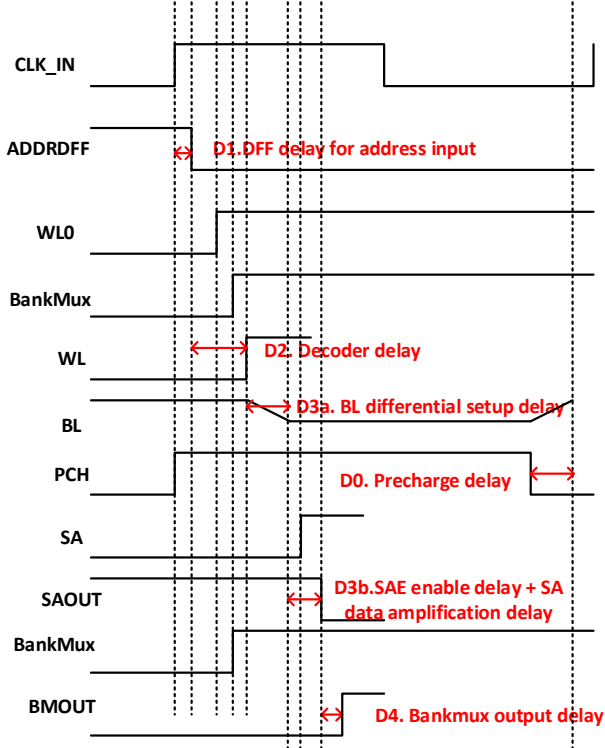 CLK_IN
ADDRDFF
D1.DFF delay for address input
WL0
BankMux
WL
D2. Decoder delay
D3a. BL differential setup delay
BL
PCH
D0. Precharge delay
SA
SAOUT
D3b.SAE enable delay + SA
data amplification delay
BankMux
BMOUT
D4. Bankmux output delay